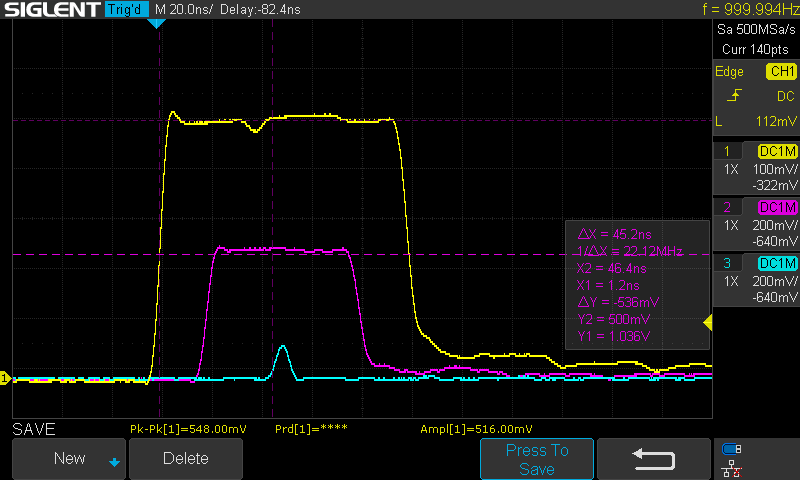 SIGLENT Trig'd M 20.0ns/ Delay:-82.4ns f = 999.994Hz
Sa 500MSa/s
Curr 140pts
Edge CH1
DC
L 112mV
1 DC1M
1X 100mV/
-322mV
2 DC1M
1X 200mV/
-640mV
3 DC1M
1X 200mV/
-640mV
ΔX = 45.2ns
1/ΔX = 22.12MHz
X2 = 46.4ns
X1 = 1.2ns
ΔY = -536mV
Y2 = 500mV
Y1 = 1.036V
1
SAVE Pk-Pk[1]=548.00mV Prd[1]=**** Ampl[1]=516.00mV
New Delete Press To
Save